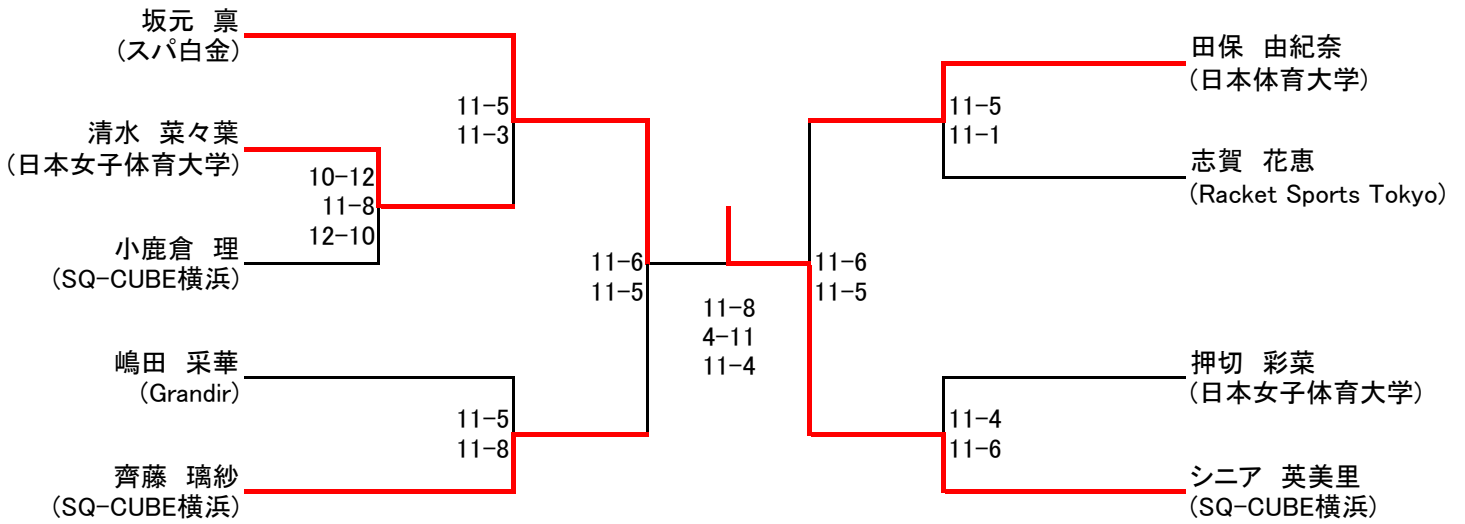 坂元　凛
(スパ白金)
清水　菜々葉
(日本女子体育大学)
小鹿倉　理
(SQ-CUBE横浜)
嶋田　采華
(Grandir)
齊藤　璃紗
(SQ-CUBE横浜)
11-5
11-3
10-12
11-8
12-10
11-5
11-8
11-6
11-5
11-8
4-11
11-4
11-6
11-5
11-5
11-1
11-4
11-6
田保　由紀奈
(日本体育大学)
志賀　花恵
(Racket Sports Tokyo)
押切　彩菜
(日本女子体育大学)
シニア　英美里
(SQ-CUBE横浜)